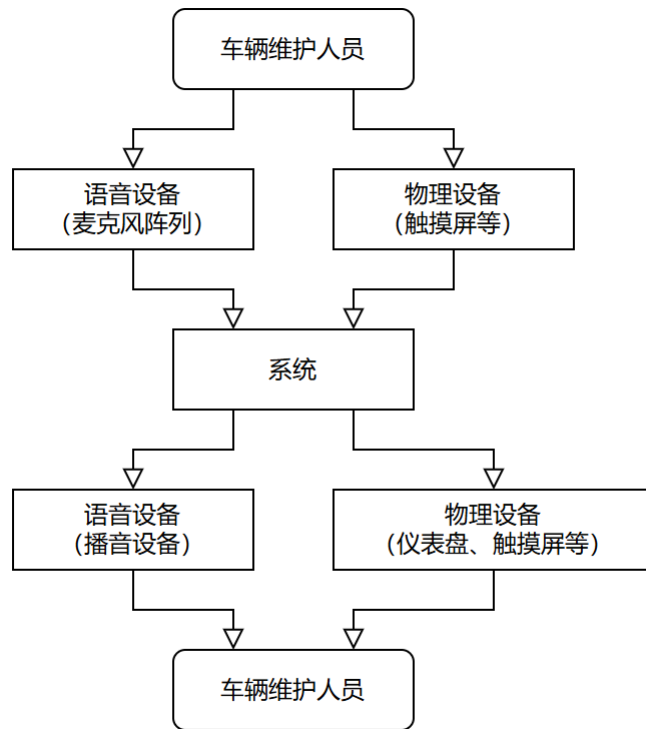 车辆维护人员
语音设备
（麦克风阵列）
物理设备
（触摸屏等）
系统
语音设备
（播音设备）
物理设备
（仪表盘、触摸屏等）
车辆维护人员